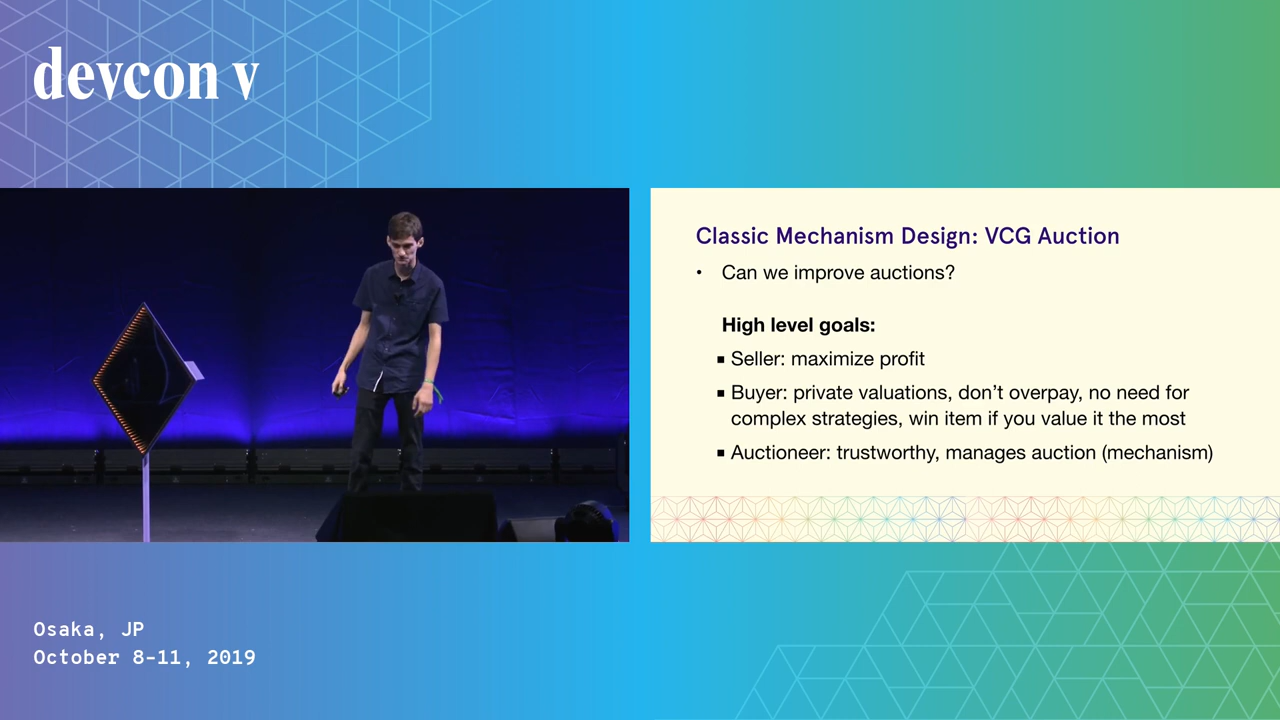 devcon v
Classic Mechanism Design: VCG Auction
• Can we improve auctions?
High level goals:
▪ Seller: maximize profit
▪ Buyer: private valuations, don’t overpay, no need for
complex strategies, win item if you value it the most
▪ Auctioneer: trustworthy, manages auction (mechanism)
Osaka, JP
October 8-11, 2019